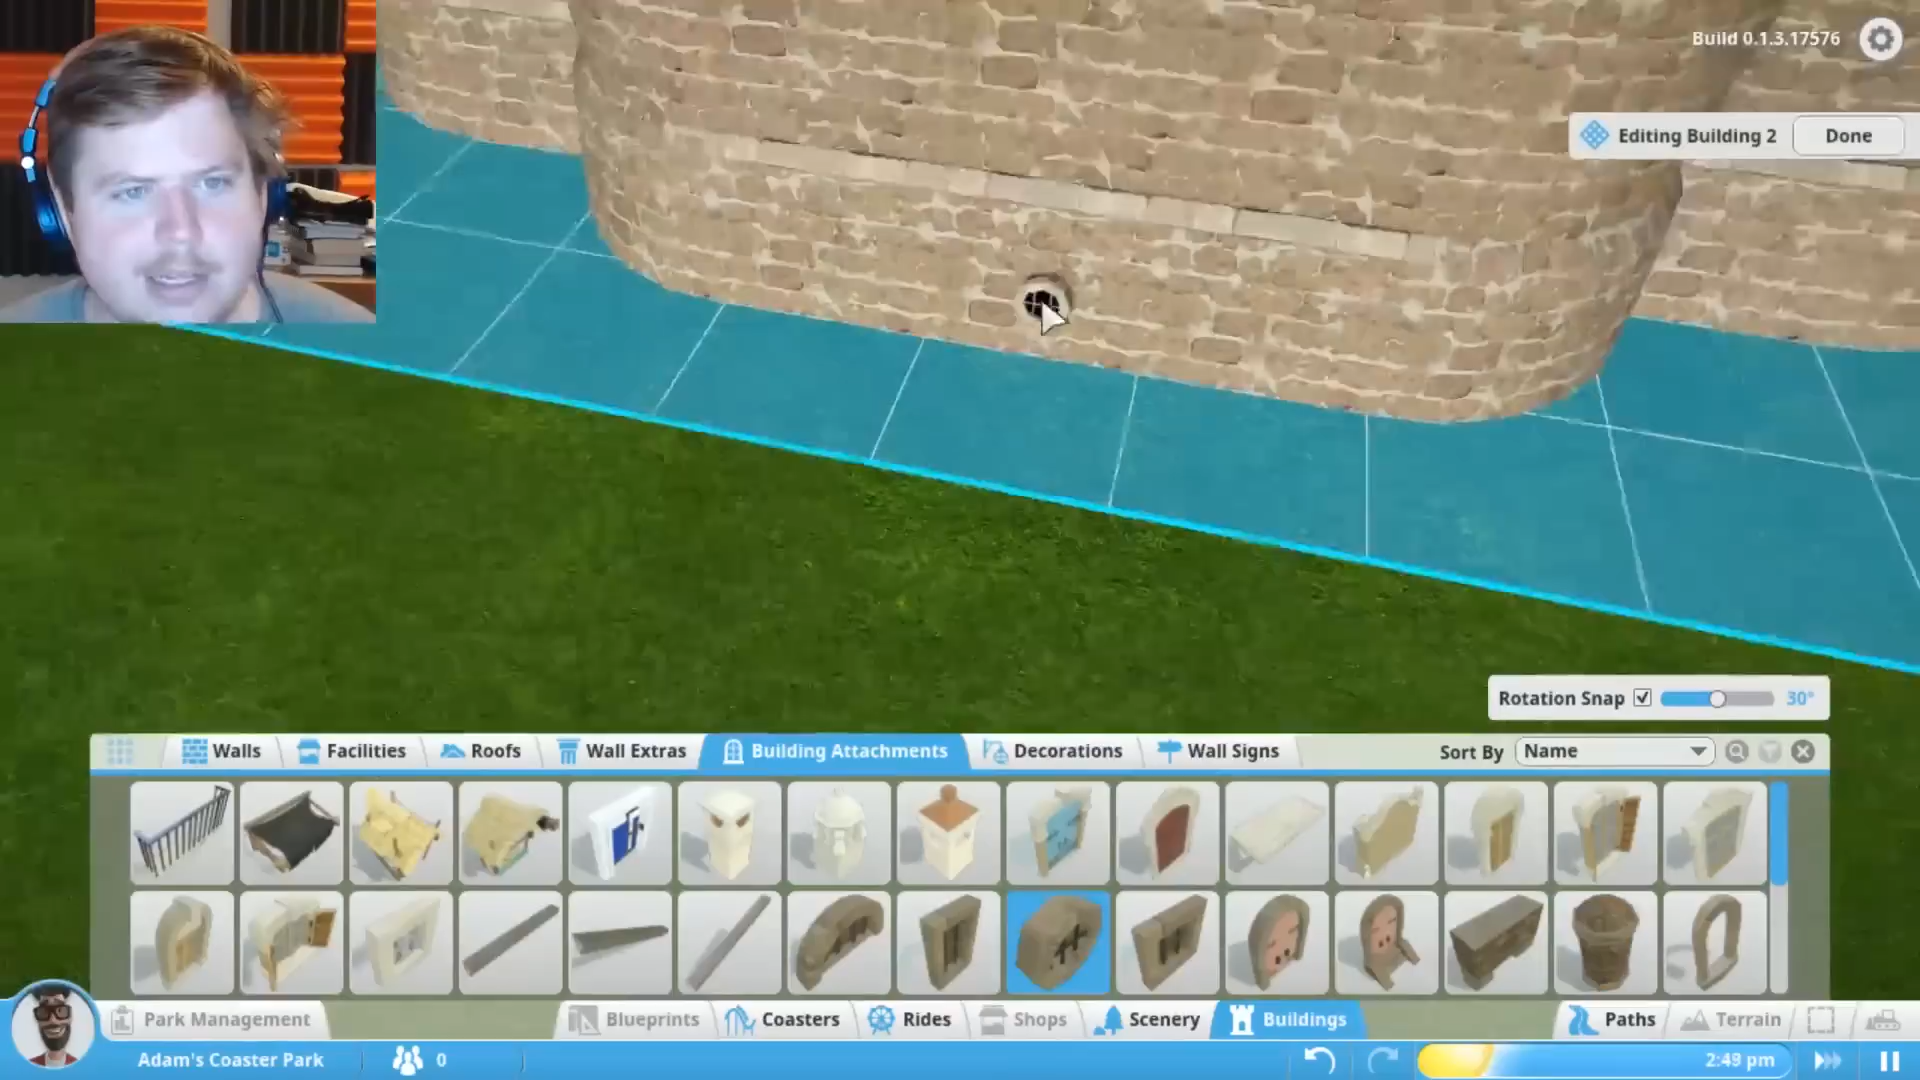 Build 0.1.3.17576
Editing Building 2 Done
Rotation Snap 30°
Walls Facilities Roofs Wall Extras Building Attachments Decorations Wall Signs Sort By Name
Park Management Blueprints Coasters Rides Shops Scenery Buildings Paths Terrain
Adam's Coaster Park 0 2:49 pm